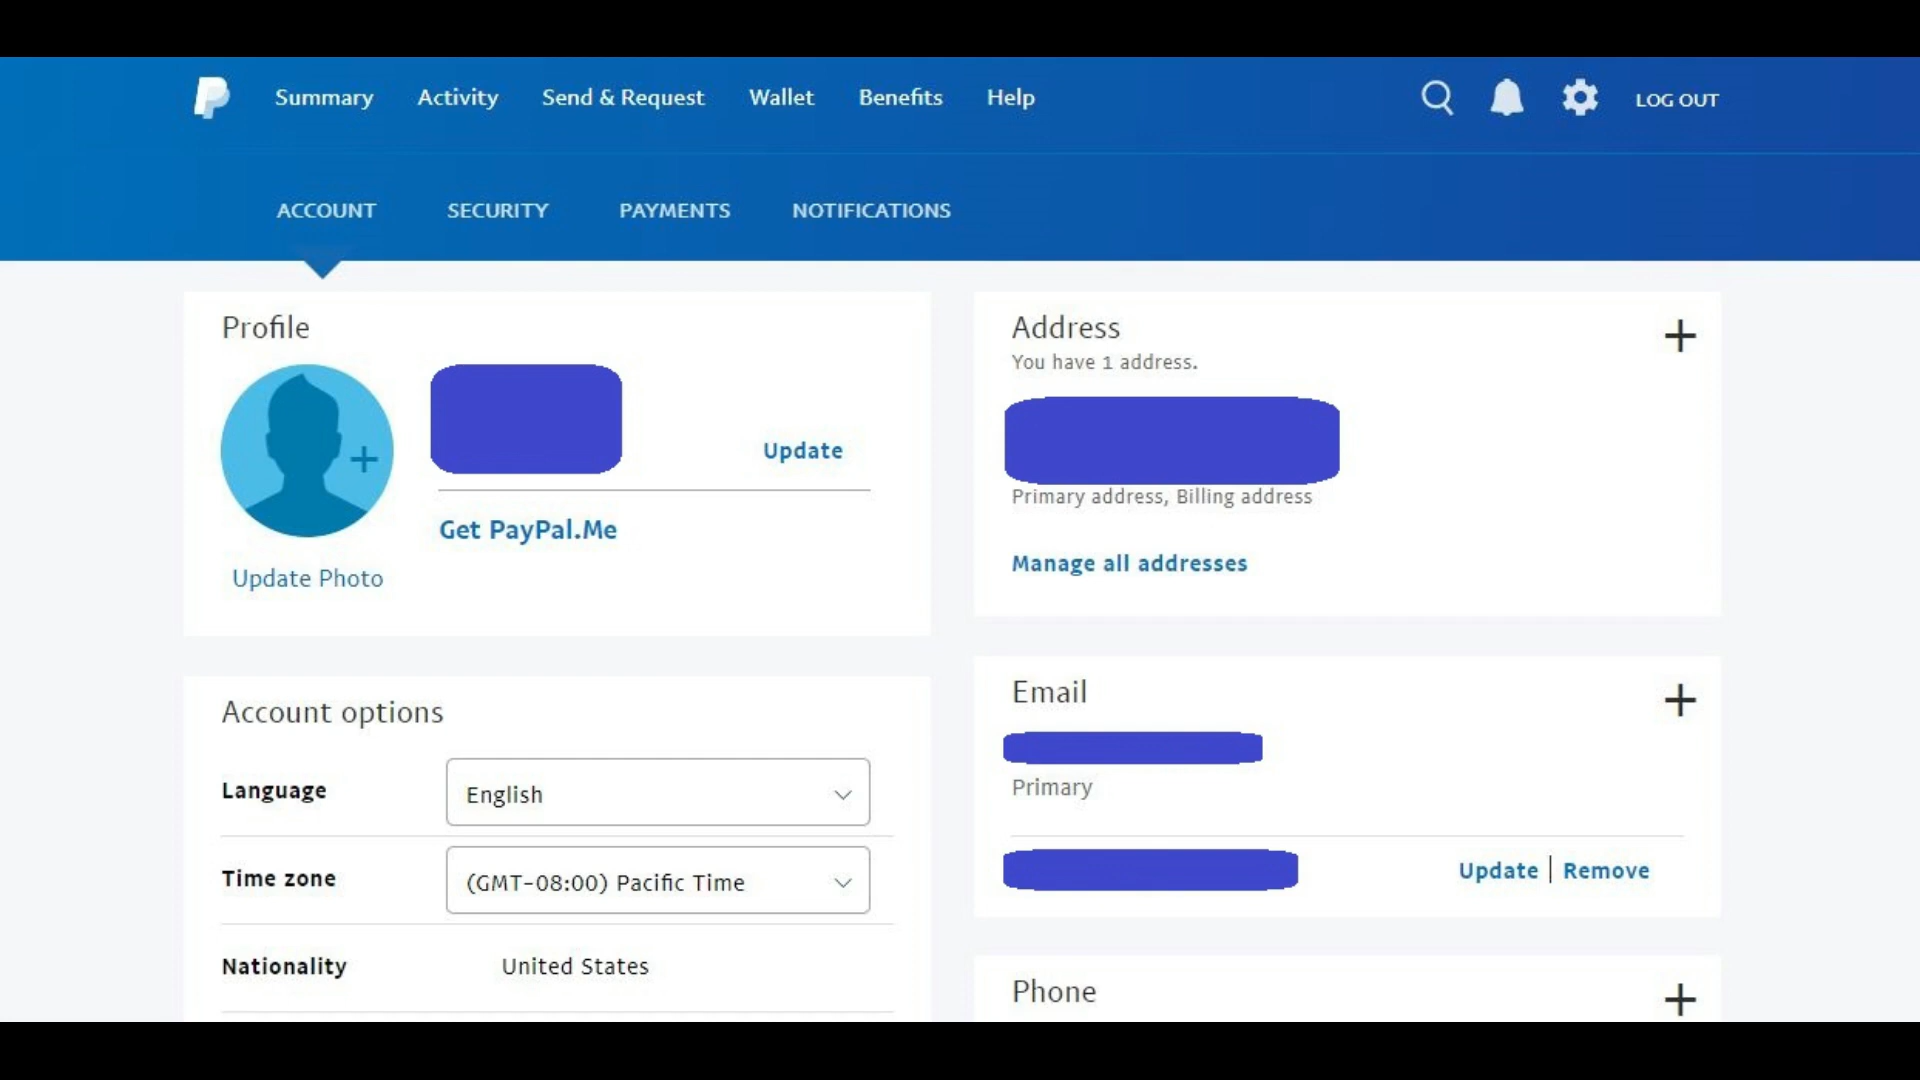 Summary Activity Send & Request Wallet Benefits Help LOG OUT
ACCOUNT SECURITY PAYMENTS NOTIFICATIONS
Profile
Update
Get PayPal.Me
Update Photo
Account options
Language English
Time zone (GMT-08:00) Pacific Time
Nationality United States
Address
You have 1 address.
Primary address, Billing address
Manage all addresses
Email
Primary
Update | Remove
Phone